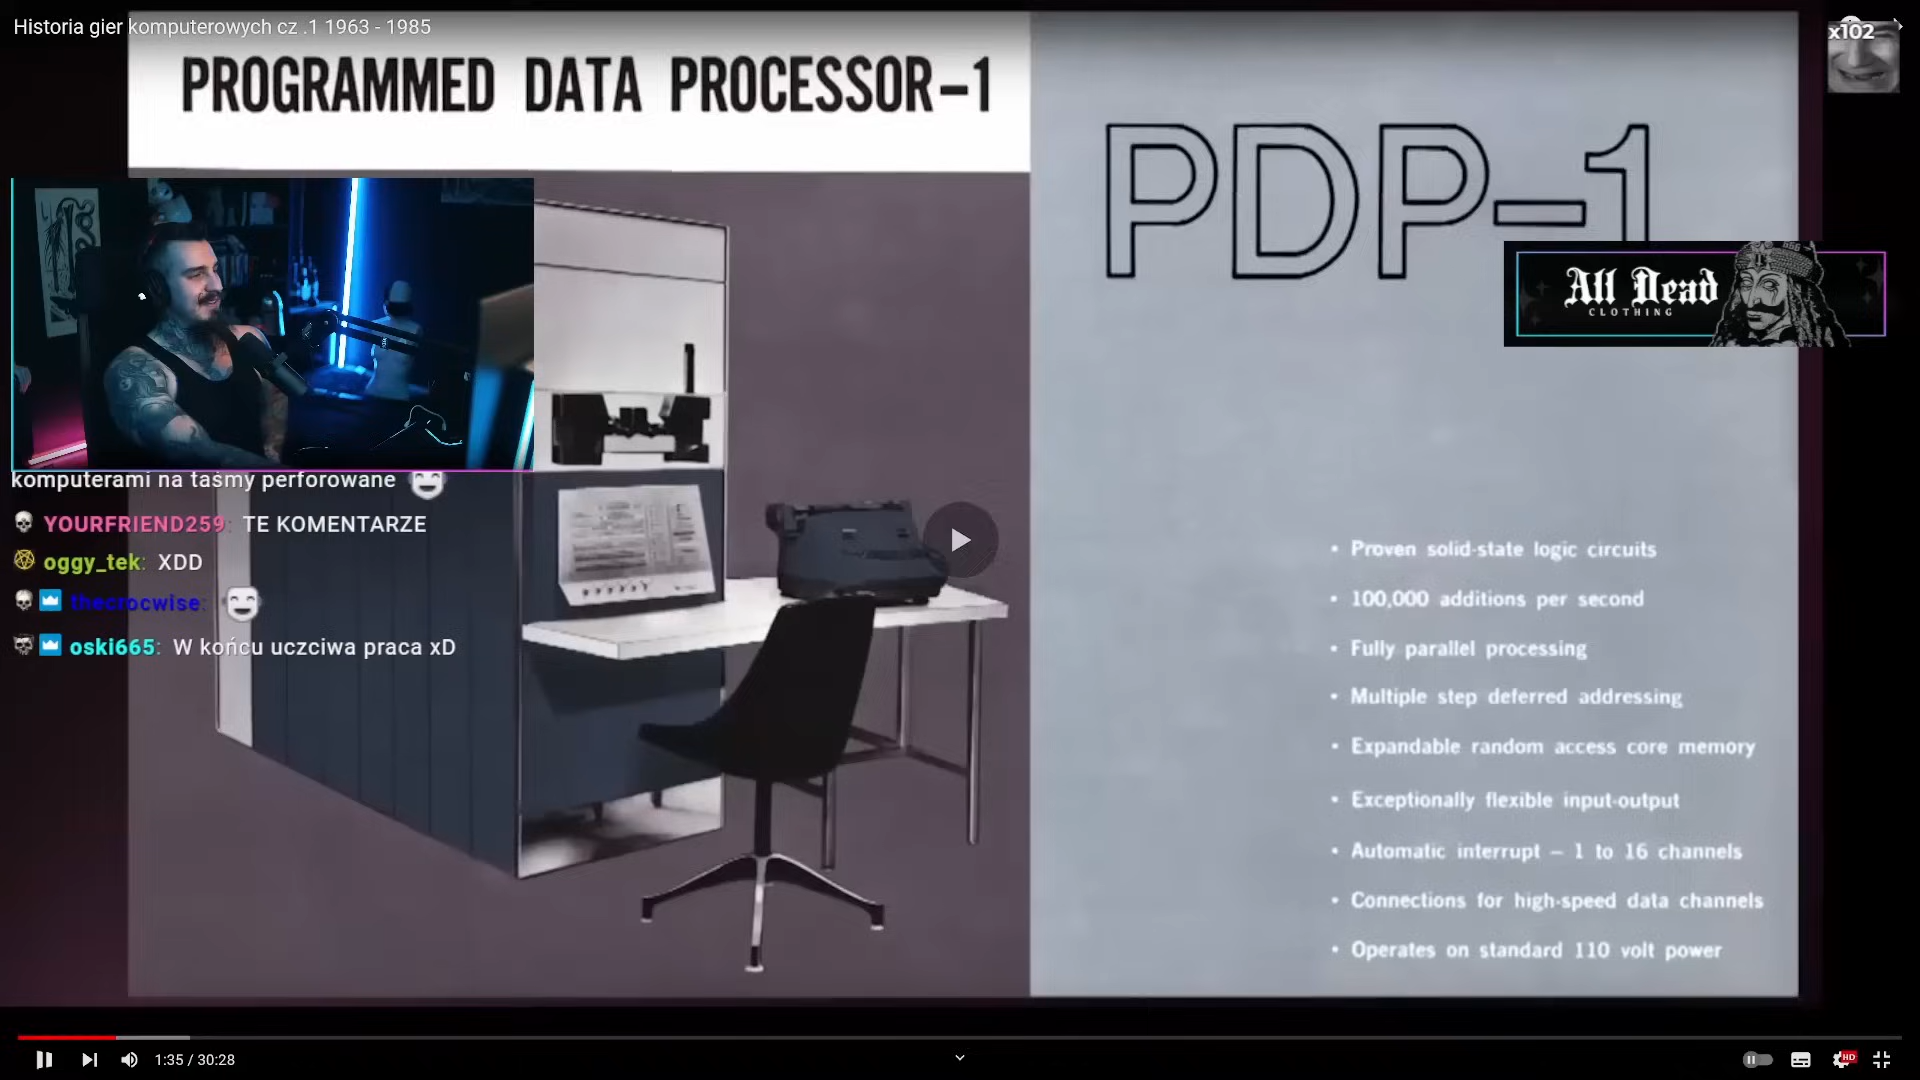 Historia gier komputerowych cz .1 1963 - 1985
x102
PROGRAMMED DATA PROCESSOR-1
PDP-1
All Dead
CLOTHING
komputerami na taśmy perforowane
YOURFRIEND259: TE KOMENTARZE
oggy_tek: XDD
thecrocwise:
oski665: W końcu uczciwa praca xD
• Proven solid-state logic circuits
• 100,000 additions per second
• Fully parallel processing
• Multiple step deferred addressing
• Expandable random access core memory
• Exceptionally flexible input-output
• Automatic interrupt – 1 to 16 channels
• Connections for high-speed data channels
• Operates on standard 110 volt power
1:35 / 30:28
HD